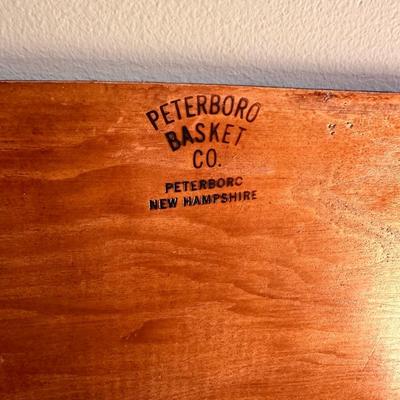 PETERBORO
BASKET
CO.
PETERBORO
NEW HAMPSHIRE